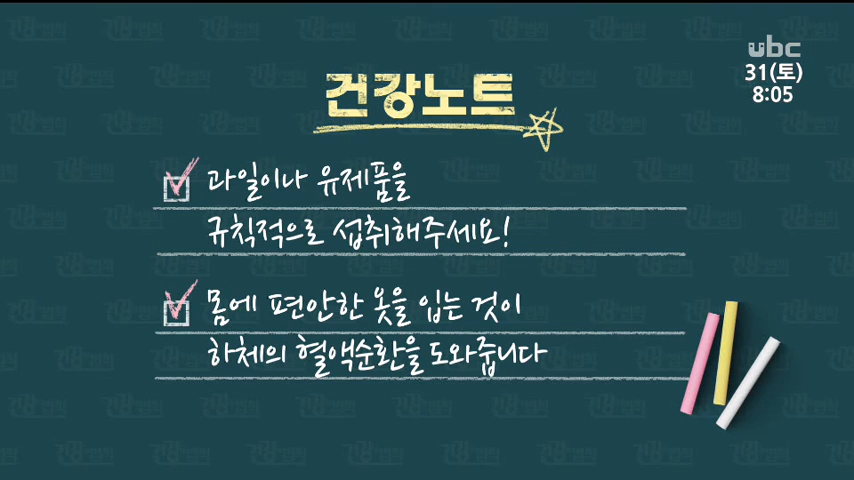 ubc
31(토)
8:05
건강노트
과일이나 유제품을
규칙적으로 섭취해주세요!
몸에 편안한 옷을 입는 것이
하체의 혈액순환을 도와줍니다